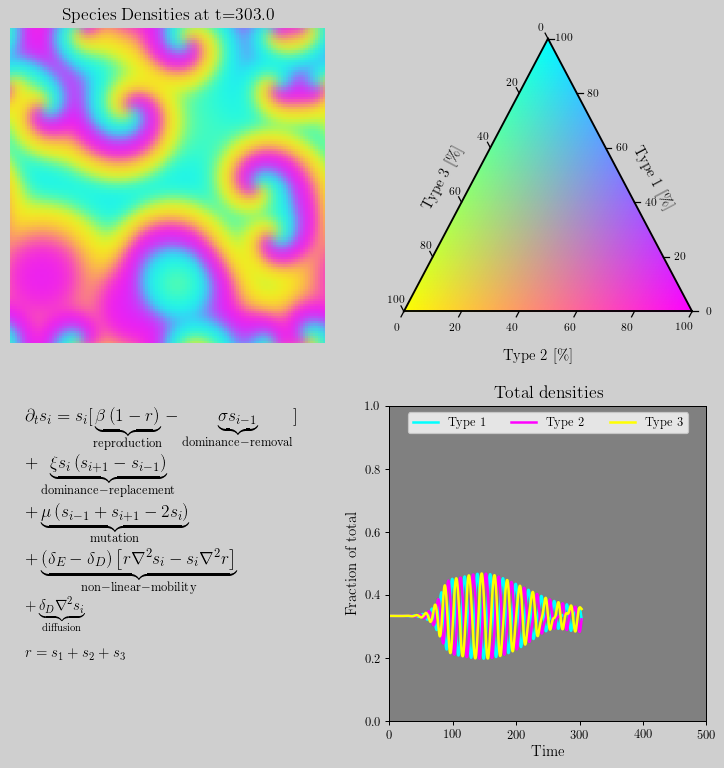 Species Densities at t=303.0
0
100
20
80
40
60
Type 3 [%]
Type 1 [%]
60
40
80
20
100
0
0
20
40
60
80
100
Type 2 [%]
∂ₜsᵢ = sᵢ[ β (1 − r) − σsᵢ₋₁ ]
reproduction dominance−removal
+ ξsᵢ (sᵢ₊₁ − sᵢ₋₁)
dominance−replacement
+ μ (sᵢ₋₁ + sᵢ₊₁ − 2sᵢ)
mutation
+ (δ_E − δ_D) [r∇²sᵢ − sᵢ∇²r]
non−linear−mobility
+ δ_D∇²sᵢ
diffusion
r = s₁ + s₂ + s₃
Total densities
1.0
Type 1 Type 2 Type 3
0.8
0.6
0.4
0.2
0.0
Fraction of total
0 100 200 300 400 500
Time